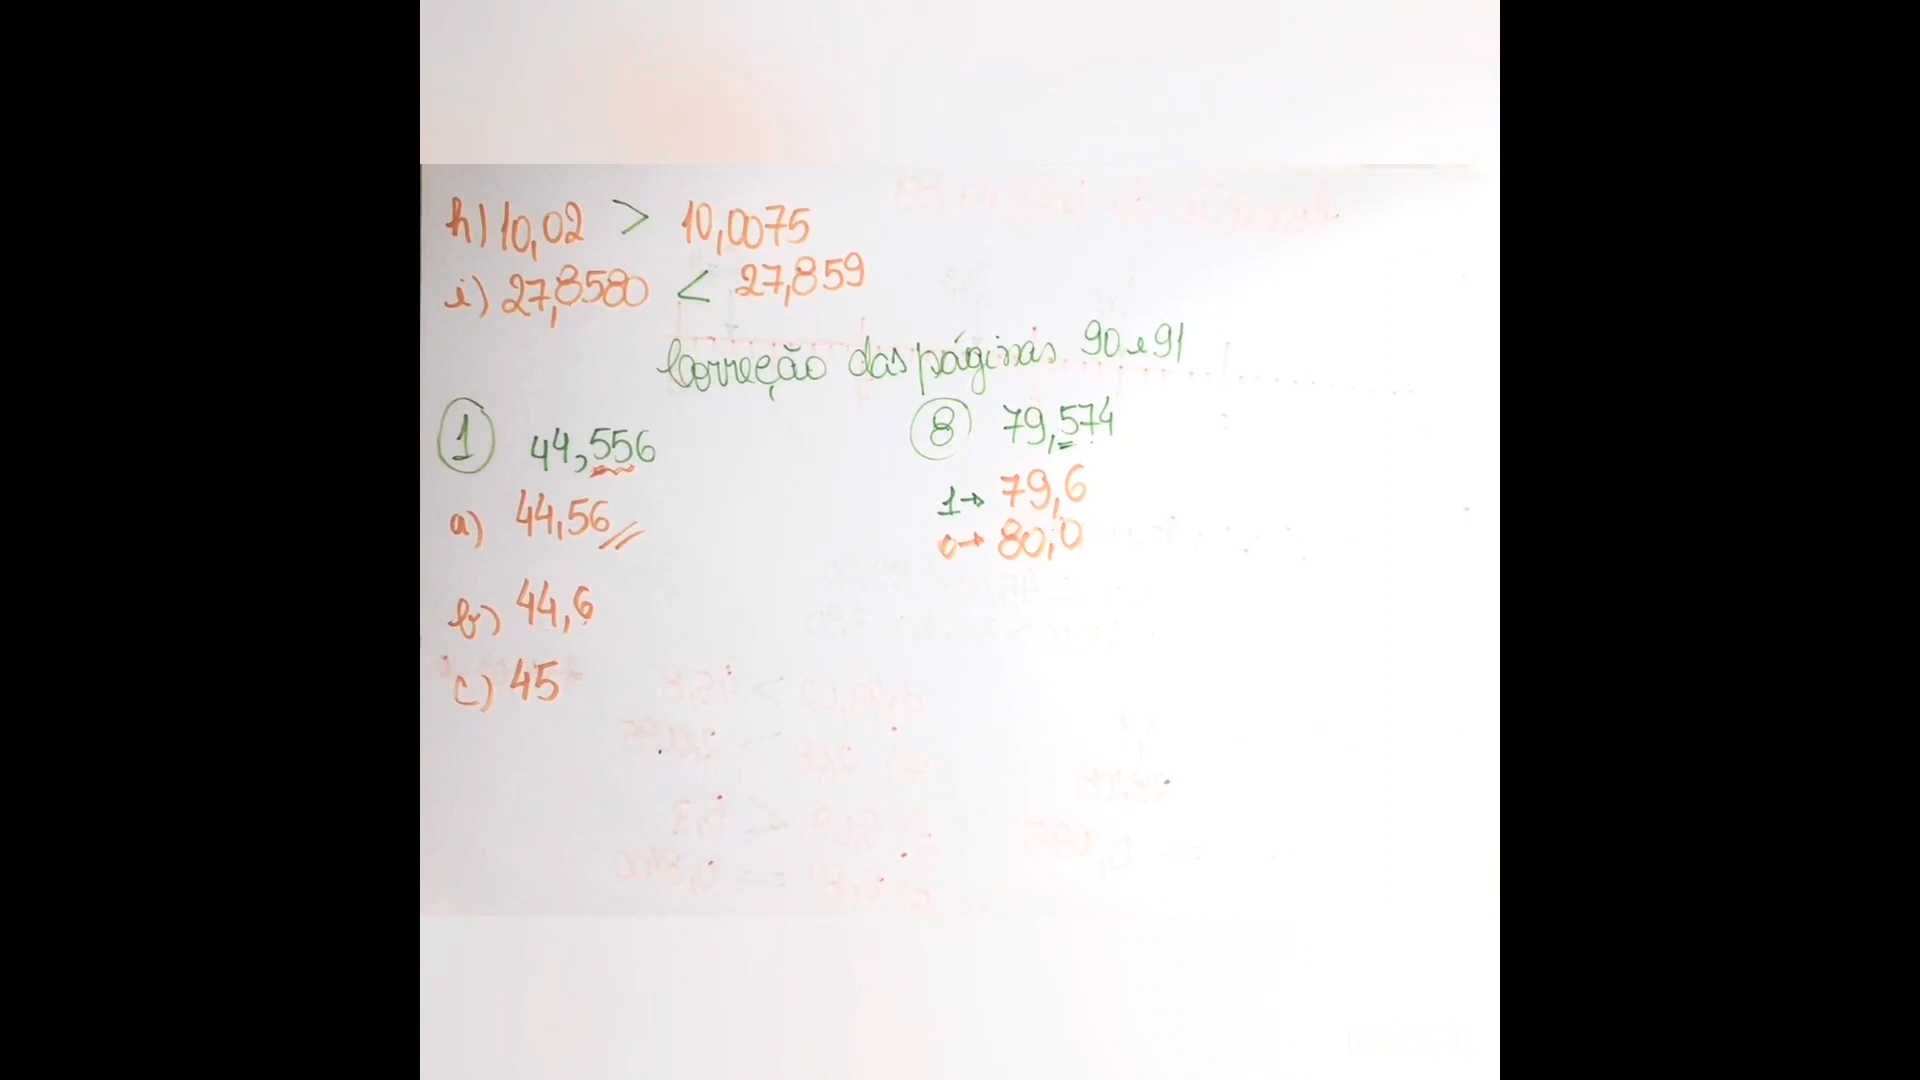 h) 10,02 > 10,0075
i) 27,8580 < 27,859
Correção das páginas 90 e 91
1 44,556
a) 44,56
b) 44,6
c) 45
8 79,574
1→ 79,6
0→ 80,0